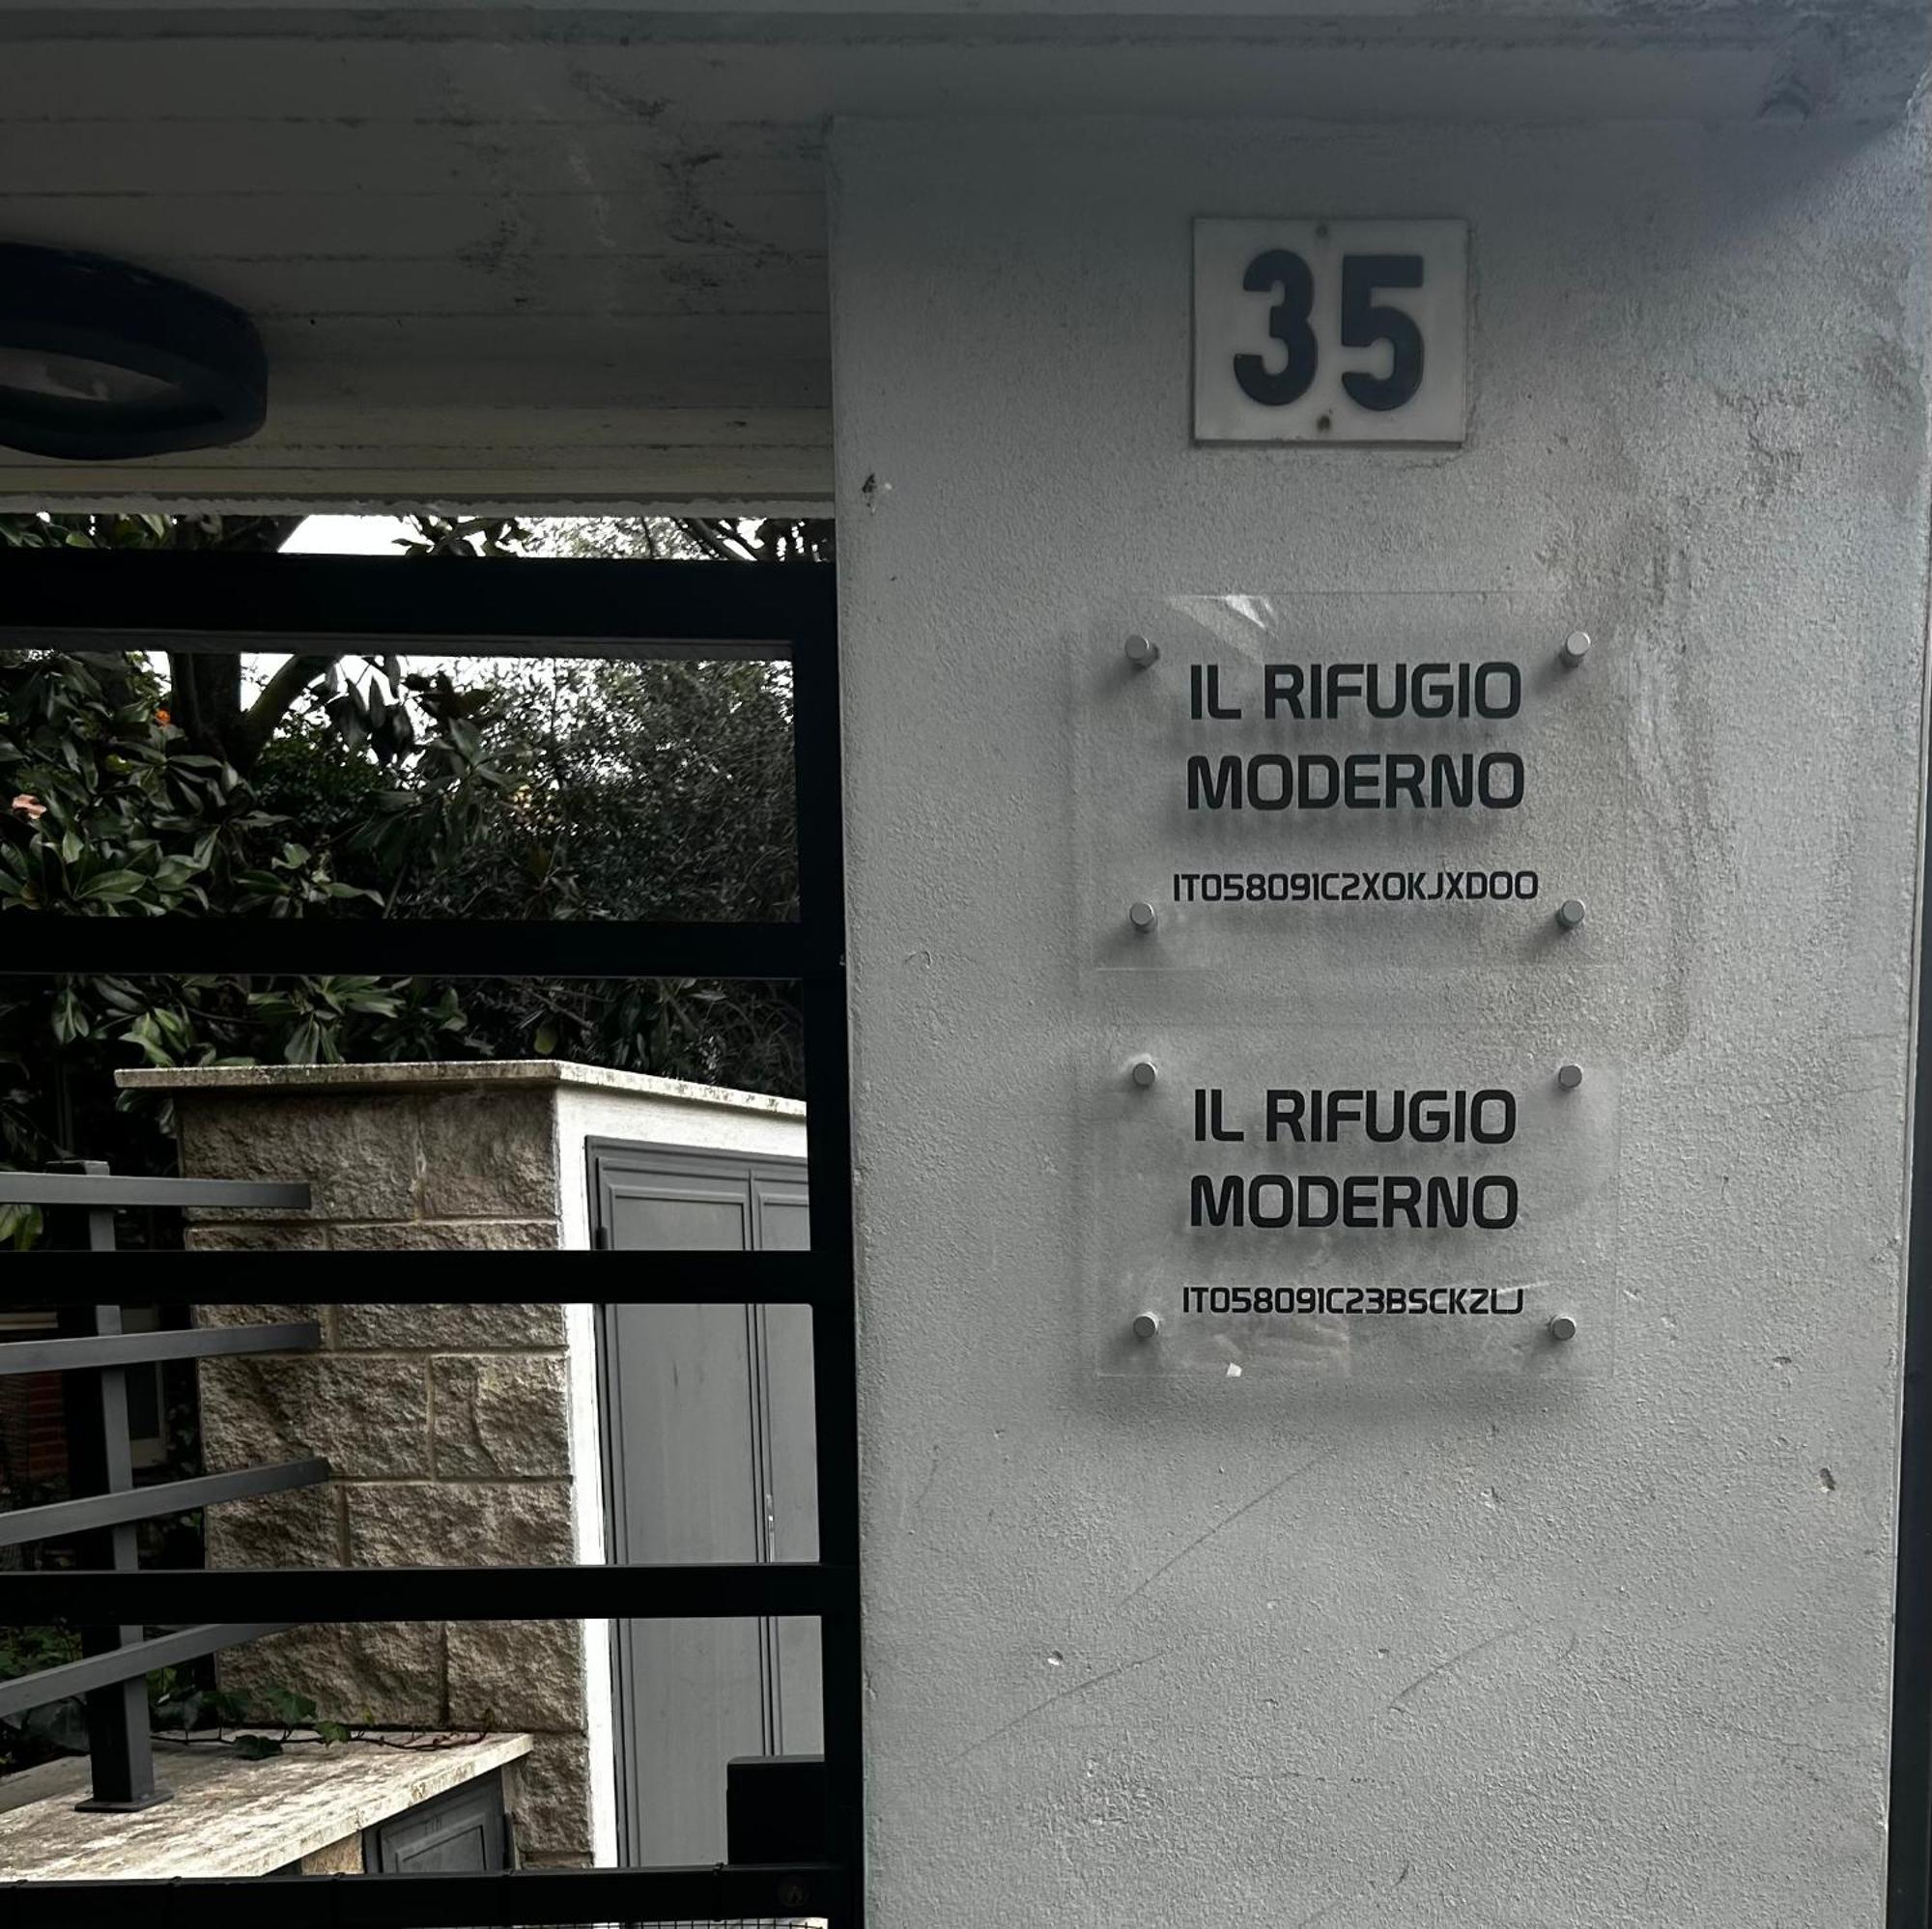 35
IL RIFUGIO
MODERNO
IT058091C2XOKJXDOO
IL RIFUGIO
MODERNO
IT058091C23BSCKZLJ